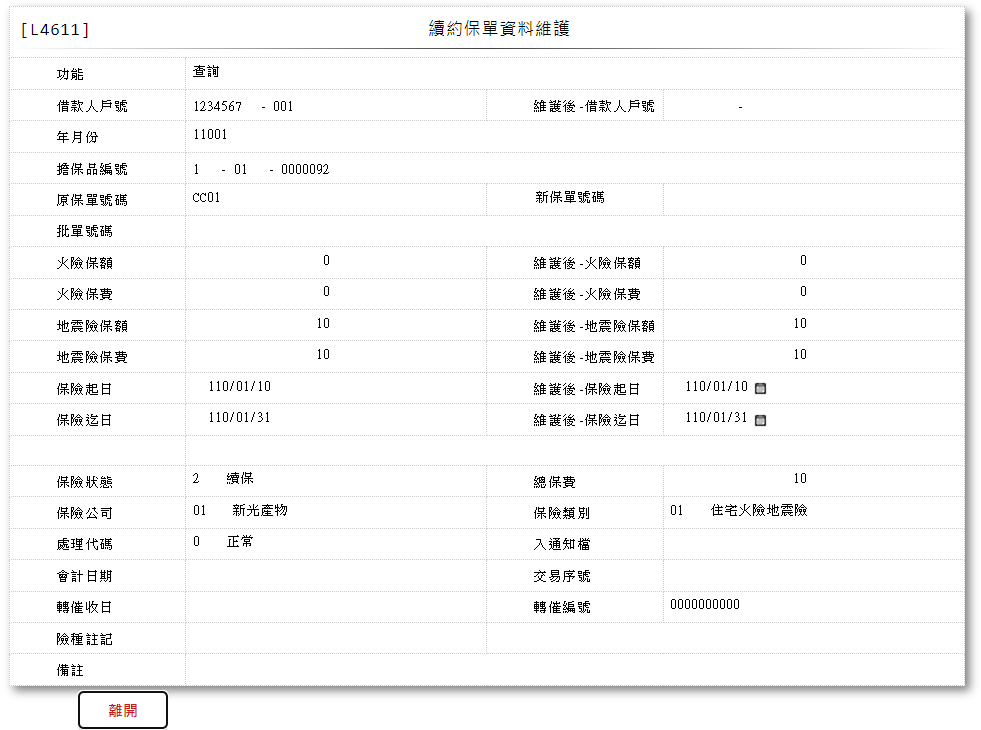 [L4611] 續約保單資料維護
功能 查詢
借款人戶號 1234567 - 001 維護後-借款人戶號 -
年月份 11001
擔保品編號 1 - 01 - 0000092
原保單號碼 CC01 新保單號碼
批單號碼
火險保額 0 維護後-火險保額 0
火險保費 0 維護後-火險保費 0
地震險保額 10 維護後-地震險保額 10
地震險保費 10 維護後-地震險保費 10
保險起日 110/01/10 維護後-保險起日 110/01/10
保險迄日 110/01/31 維護後-保險迄日 110/01/31
保險狀態 2 續保 總保費 10
保險公司 01 新光產物 保險類別 01 住宅火險地震險
處理代碼 0 正常 入通知檔
會計日期 交易序號
轉催收日 轉催編號 0000000000
險種註記
備註
離開